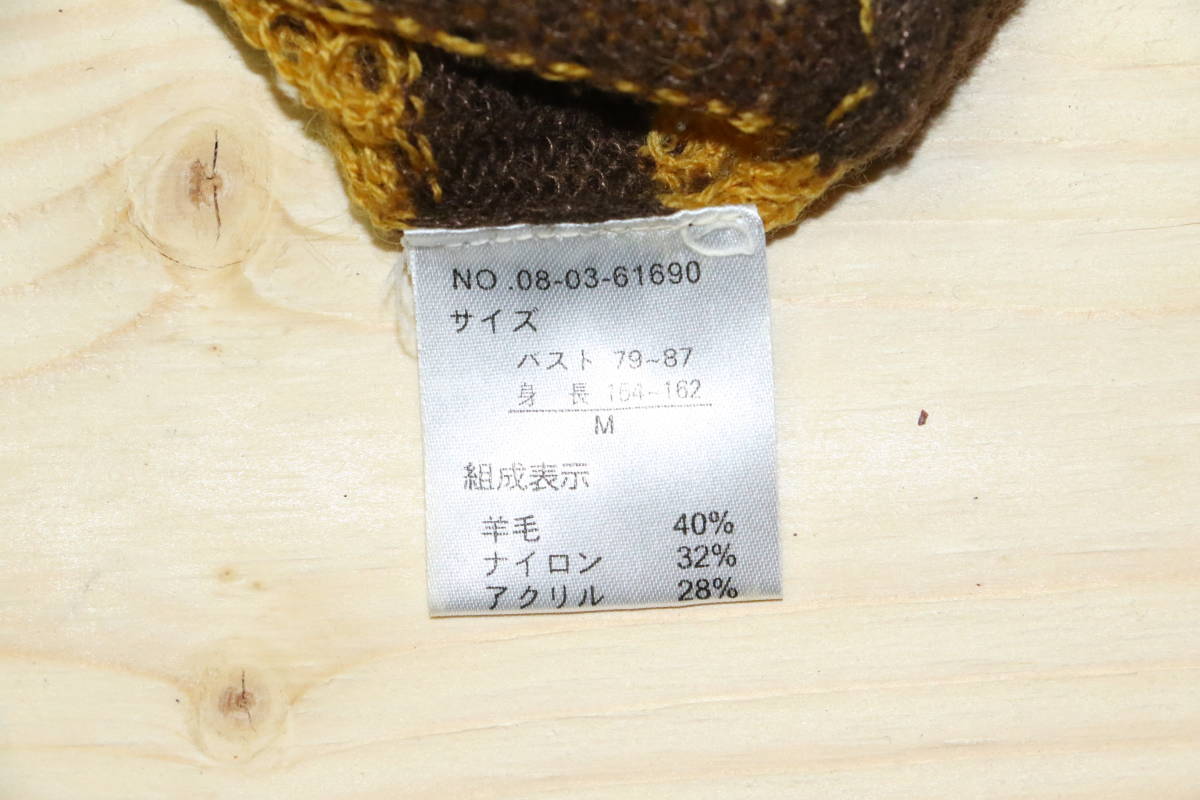 NO.08-03-61690
サイズ
バスト 79~87
身 長 154~162
M
組成表示
羊毛 40%
ナイロン 32%
アクリル 28%